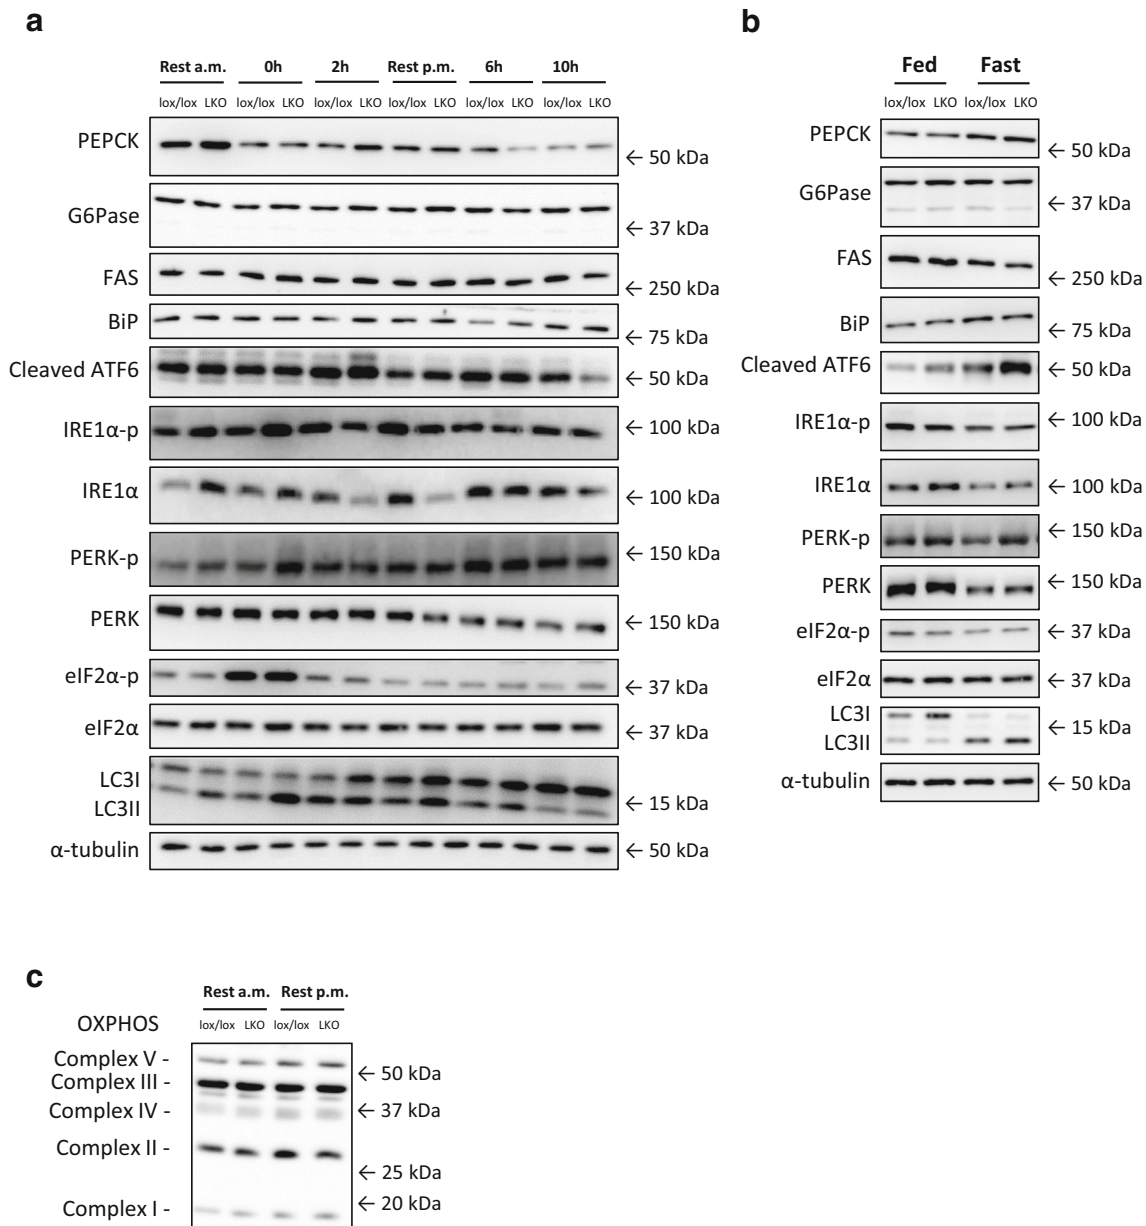 a
Rest a.m. 0h 2h Rest p.m. 6h 10h
lox/lox LKO lox/lox LKO lox/lox LKO lox/lox LKO lox/lox LKO lox/lox LKO
PEPCK
← 50 kDa
G6Pase
← 37 kDa
FAS
← 250 kDa
BiP
← 75 kDa
Cleaved ATF6
← 50 kDa
IRE1α-p
← 100 kDa
IRE1α
← 100 kDa
PERK-p
← 150 kDa
PERK
← 150 kDa
eIF2α-p
← 37 kDa
eIF2α
← 37 kDa
LC3I
LC3II
← 15 kDa
α-tubulin
← 50 kDa
b
Fed Fast
lox/lox LKO lox/lox LKO
PEPCK
← 50 kDa
G6Pase
← 37 kDa
FAS
← 250 kDa
BiP
← 75 kDa
Cleaved ATF6
← 50 kDa
IRE1α-p
← 100 kDa
IRE1α
← 100 kDa
PERK-p
← 150 kDa
PERK
← 150 kDa
eIF2α-p
← 37 kDa
eIF2α
← 37 kDa
LC3I
← 15 kDa
LC3II
α-tubulin
← 50 kDa
c
Rest a.m. Rest p.m.
OXPHOS
lox/lox LKO lox/lox LKO
Complex V -
← 50 kDa
Complex III -
Complex IV -
← 37 kDa
Complex II -
← 25 kDa
Complex I -
← 20 kDa